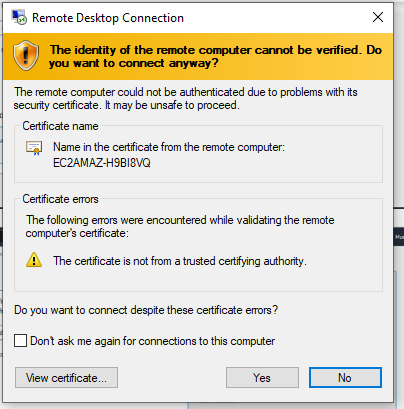 Remote Desktop Connection
The identity of the remote computer cannot be verified. Do
you want to connect anyway?
The remote computer could not be authenticated due to problems with its
security certificate. It may be unsafe to proceed.
Certificate name
Name in the certificate from the remote computer:
EC2AMAZ-H9BI8VQ
Certificate errors
The following errors were encountered while validating the remote
computer's certificate:
The certificate is not from a trusted certifying authority.
Do you want to connect despite these certificate errors?
Don't ask me again for connections to this computer
View certificate...
Yes
No